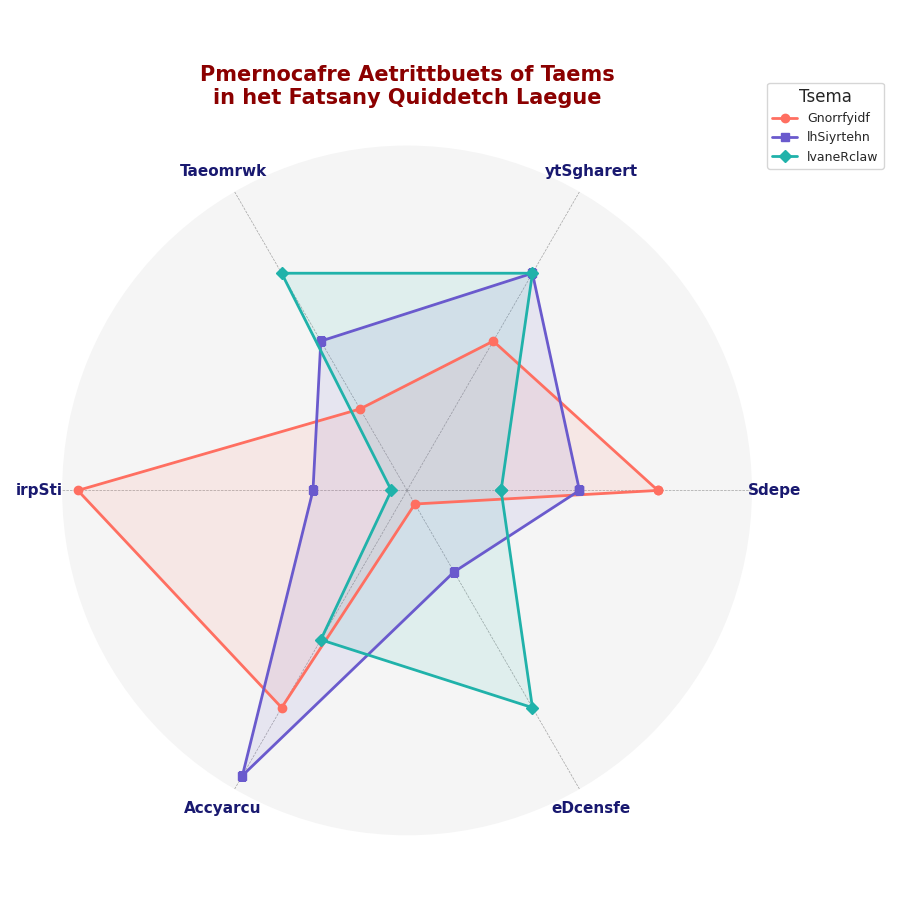 Pmernocafre Aetrittbuets of Taems
in het Fatsany Quiddetch Laegue
Tsema
Gnorrfyidf
lhSiyrtehn
lvaneRclaw
Taeomrwk
ytSgharert
irpSti
Sdepe
Accyarcu
eDcensfe